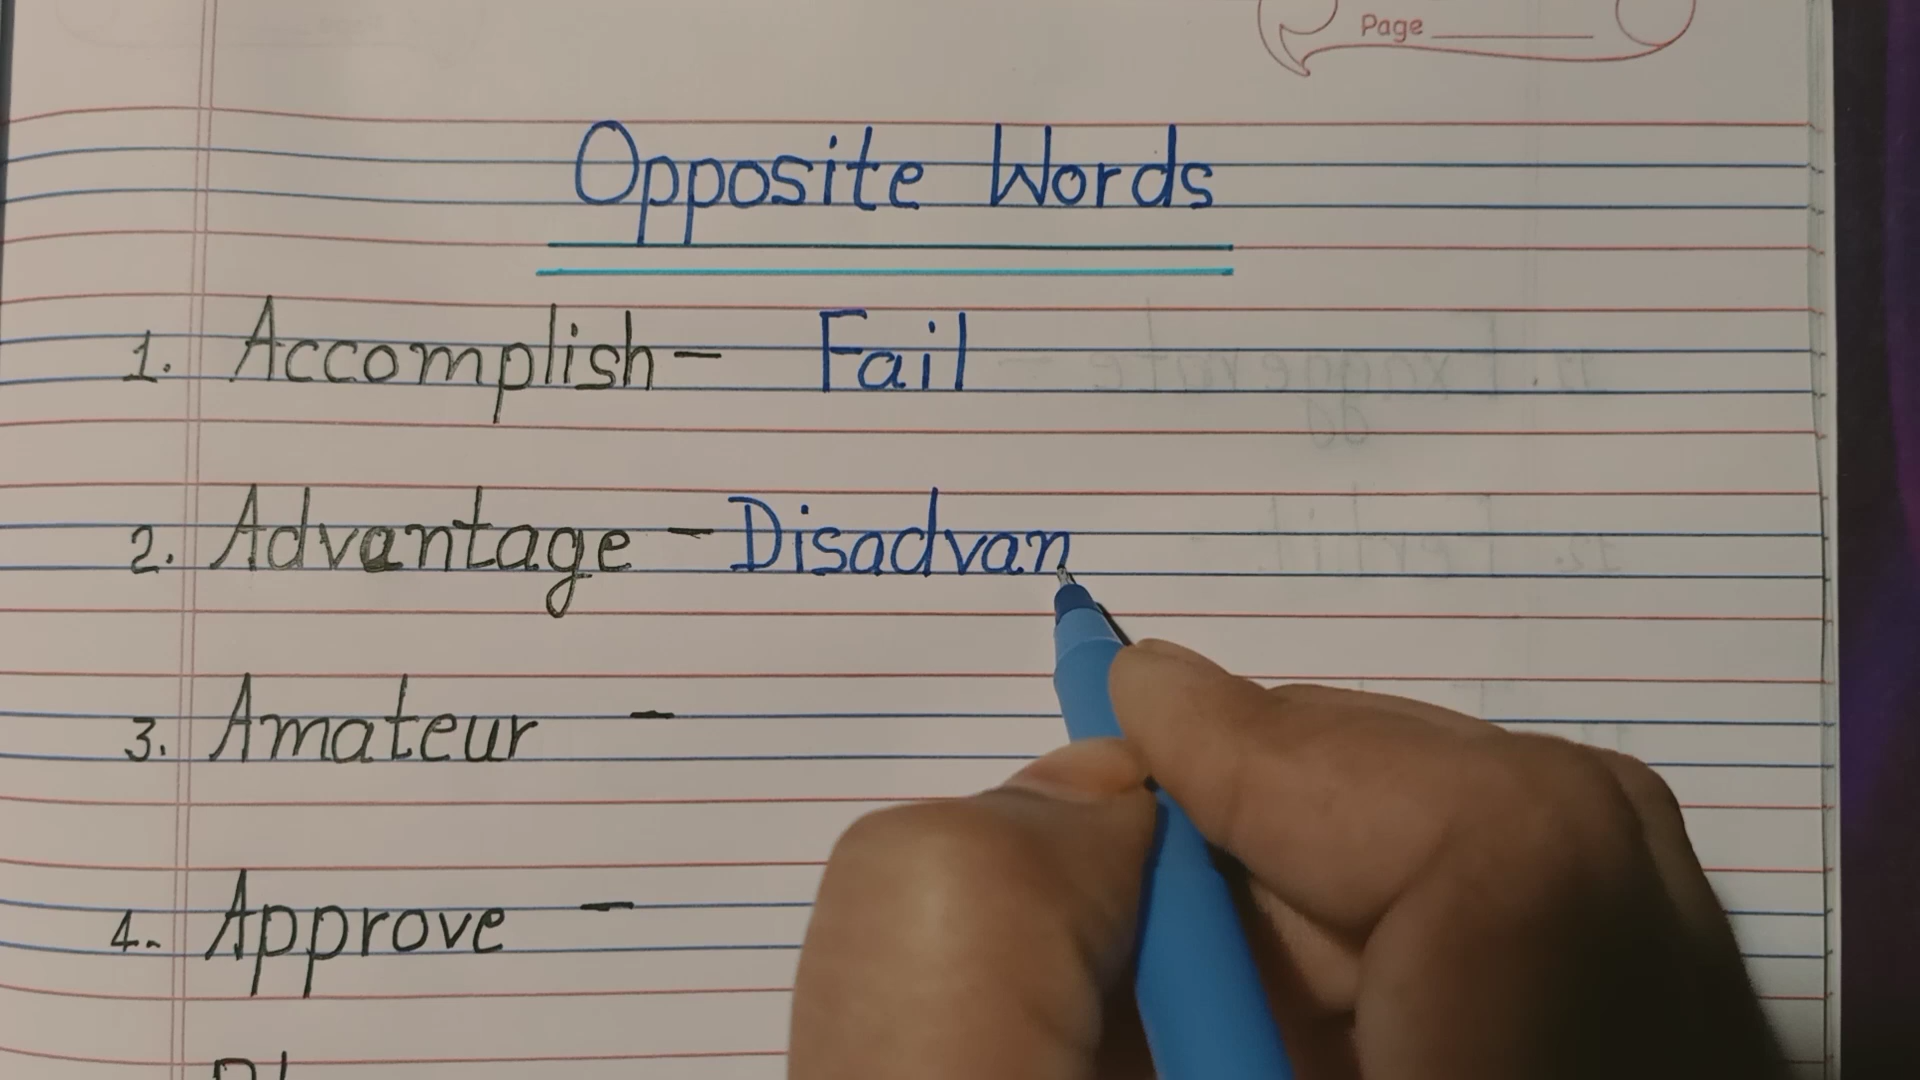 Page
Opposite Words
1. Accomplish - Fail
2. Advantage - Disadvan
3. Amateur -
4. Approve -